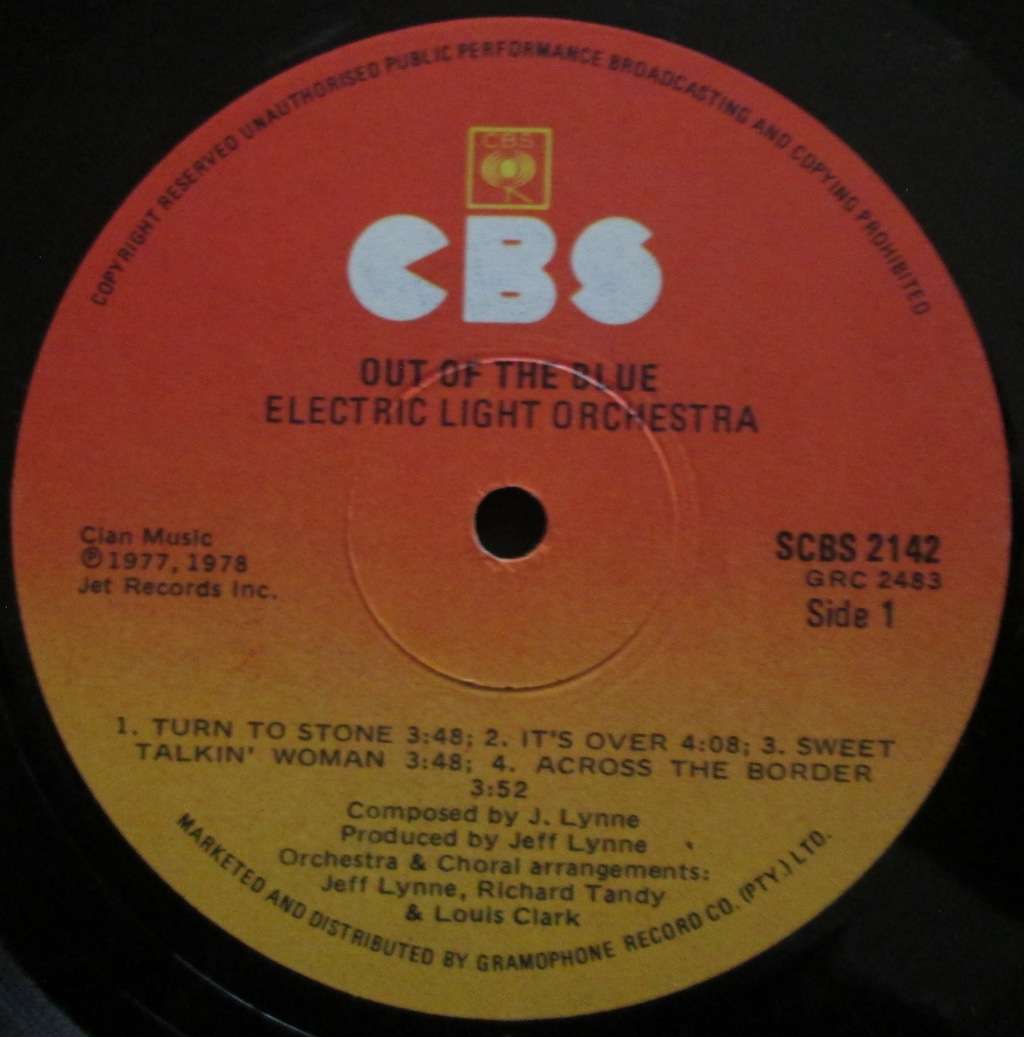 COPYRIGHT RESERVED UNAUTHORISED PUBLIC PERFORMANCE BROADCASTING AND COPYING PROHIBITED
CBS
CBS
OUT OF THE BLUE
ELECTRIC LIGHT ORCHESTRA
Clan Music
℗ 1977, 1978
Jet Records Inc.
SCBS 2142
GRC 2483
Side 1
1. TURN TO STONE 3:48; 2. IT'S OVER 4:08; 3. SWEET
TALKIN' WOMAN 3:48; 4. ACROSS THE BORDER
3:52
Composed by J. Lynne
Produced by Jeff Lynne
Orchestra & Choral arrangements:
Jeff Lynne, Richard Tandy
& Louis Clark
MARKETED AND DISTRIBUTED BY GRAMOPHONE RECORD CO. (PTY.) LTD.